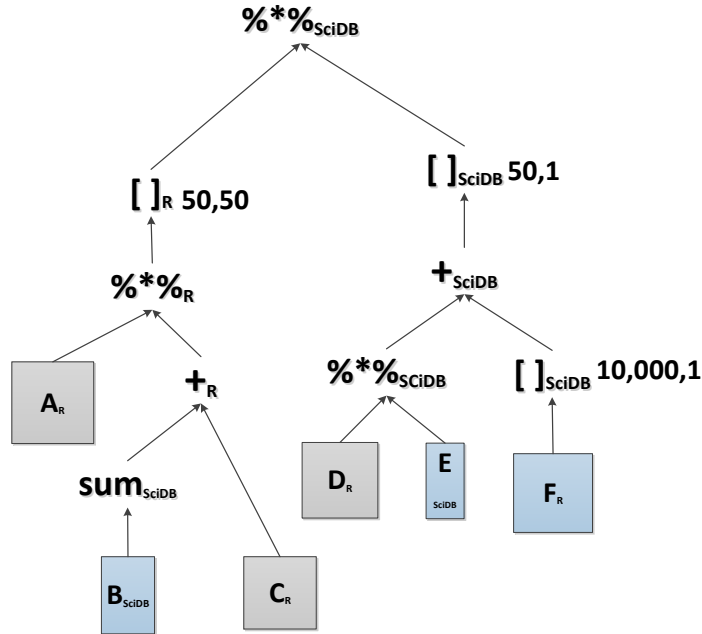 %*%SciDB
[ ]R 50,50
[ ]SciDB 50,1
%*%R
+SciDB
AR
+R
%*%SCiDB
[ ]SciDB 10,000,1
sumSciDB
DR
E
SciDB
FR
BSciDB
CR